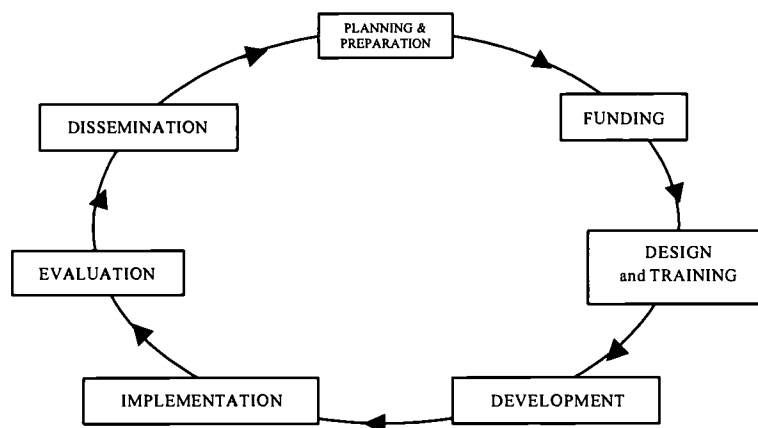 PLANNING &
PREPARATION
FUNDING
DESIGN
and TRAINING
DEVELOPMENT
IMPLEMENTATION
EVALUATION
DISSEMINATION